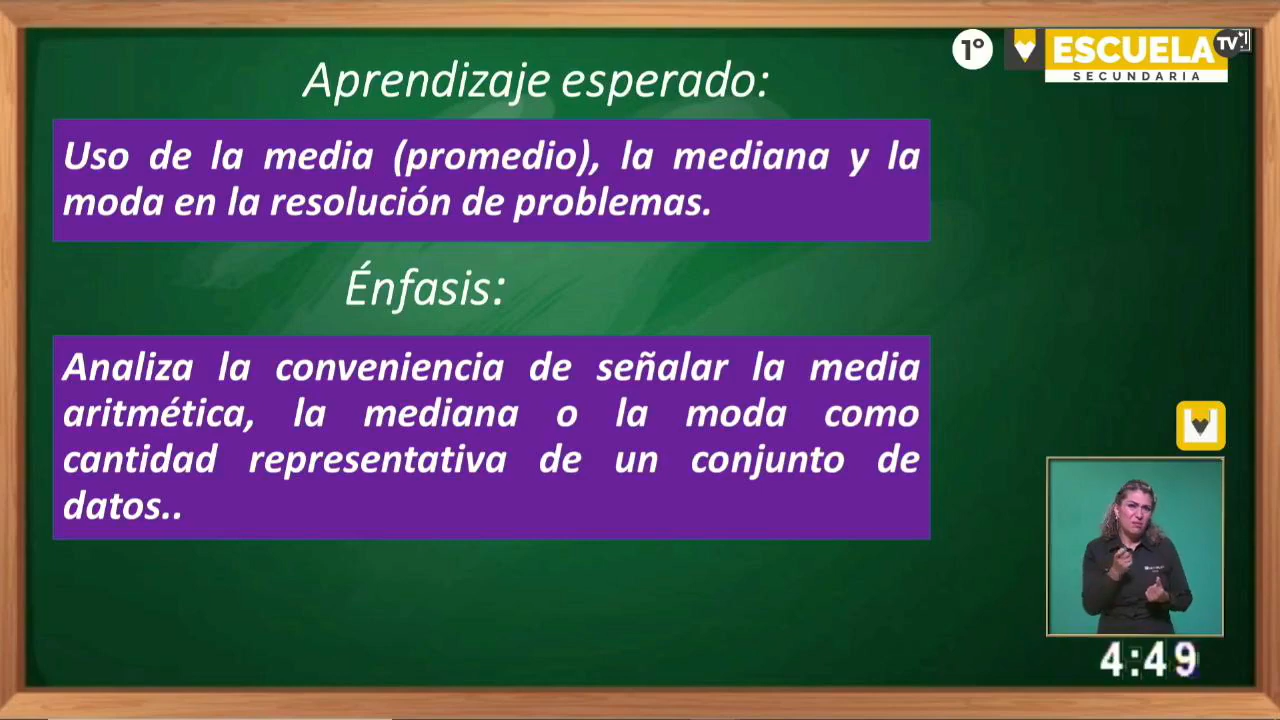 1º
ESCUELA TV
SECUNDARIA
Aprendizaje esperado:
Uso de la media (promedio), la mediana y la
moda en la resolución de problemas.
Énfasis:
Analiza la conveniencia de señalar la media
aritmética, la mediana o la moda como
cantidad representativa de un conjunto de
datos..
4:49